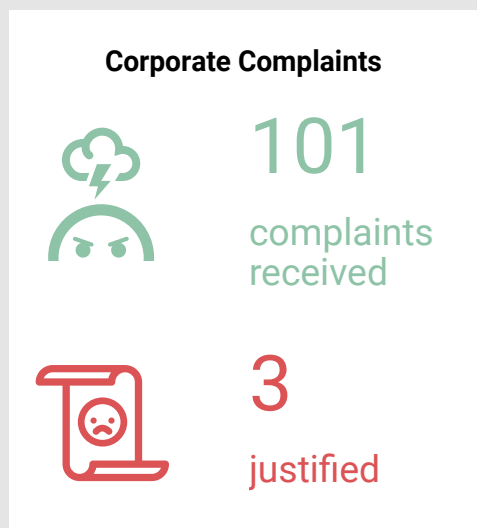 Corporate Complaints
101
complaints
received
3
justified